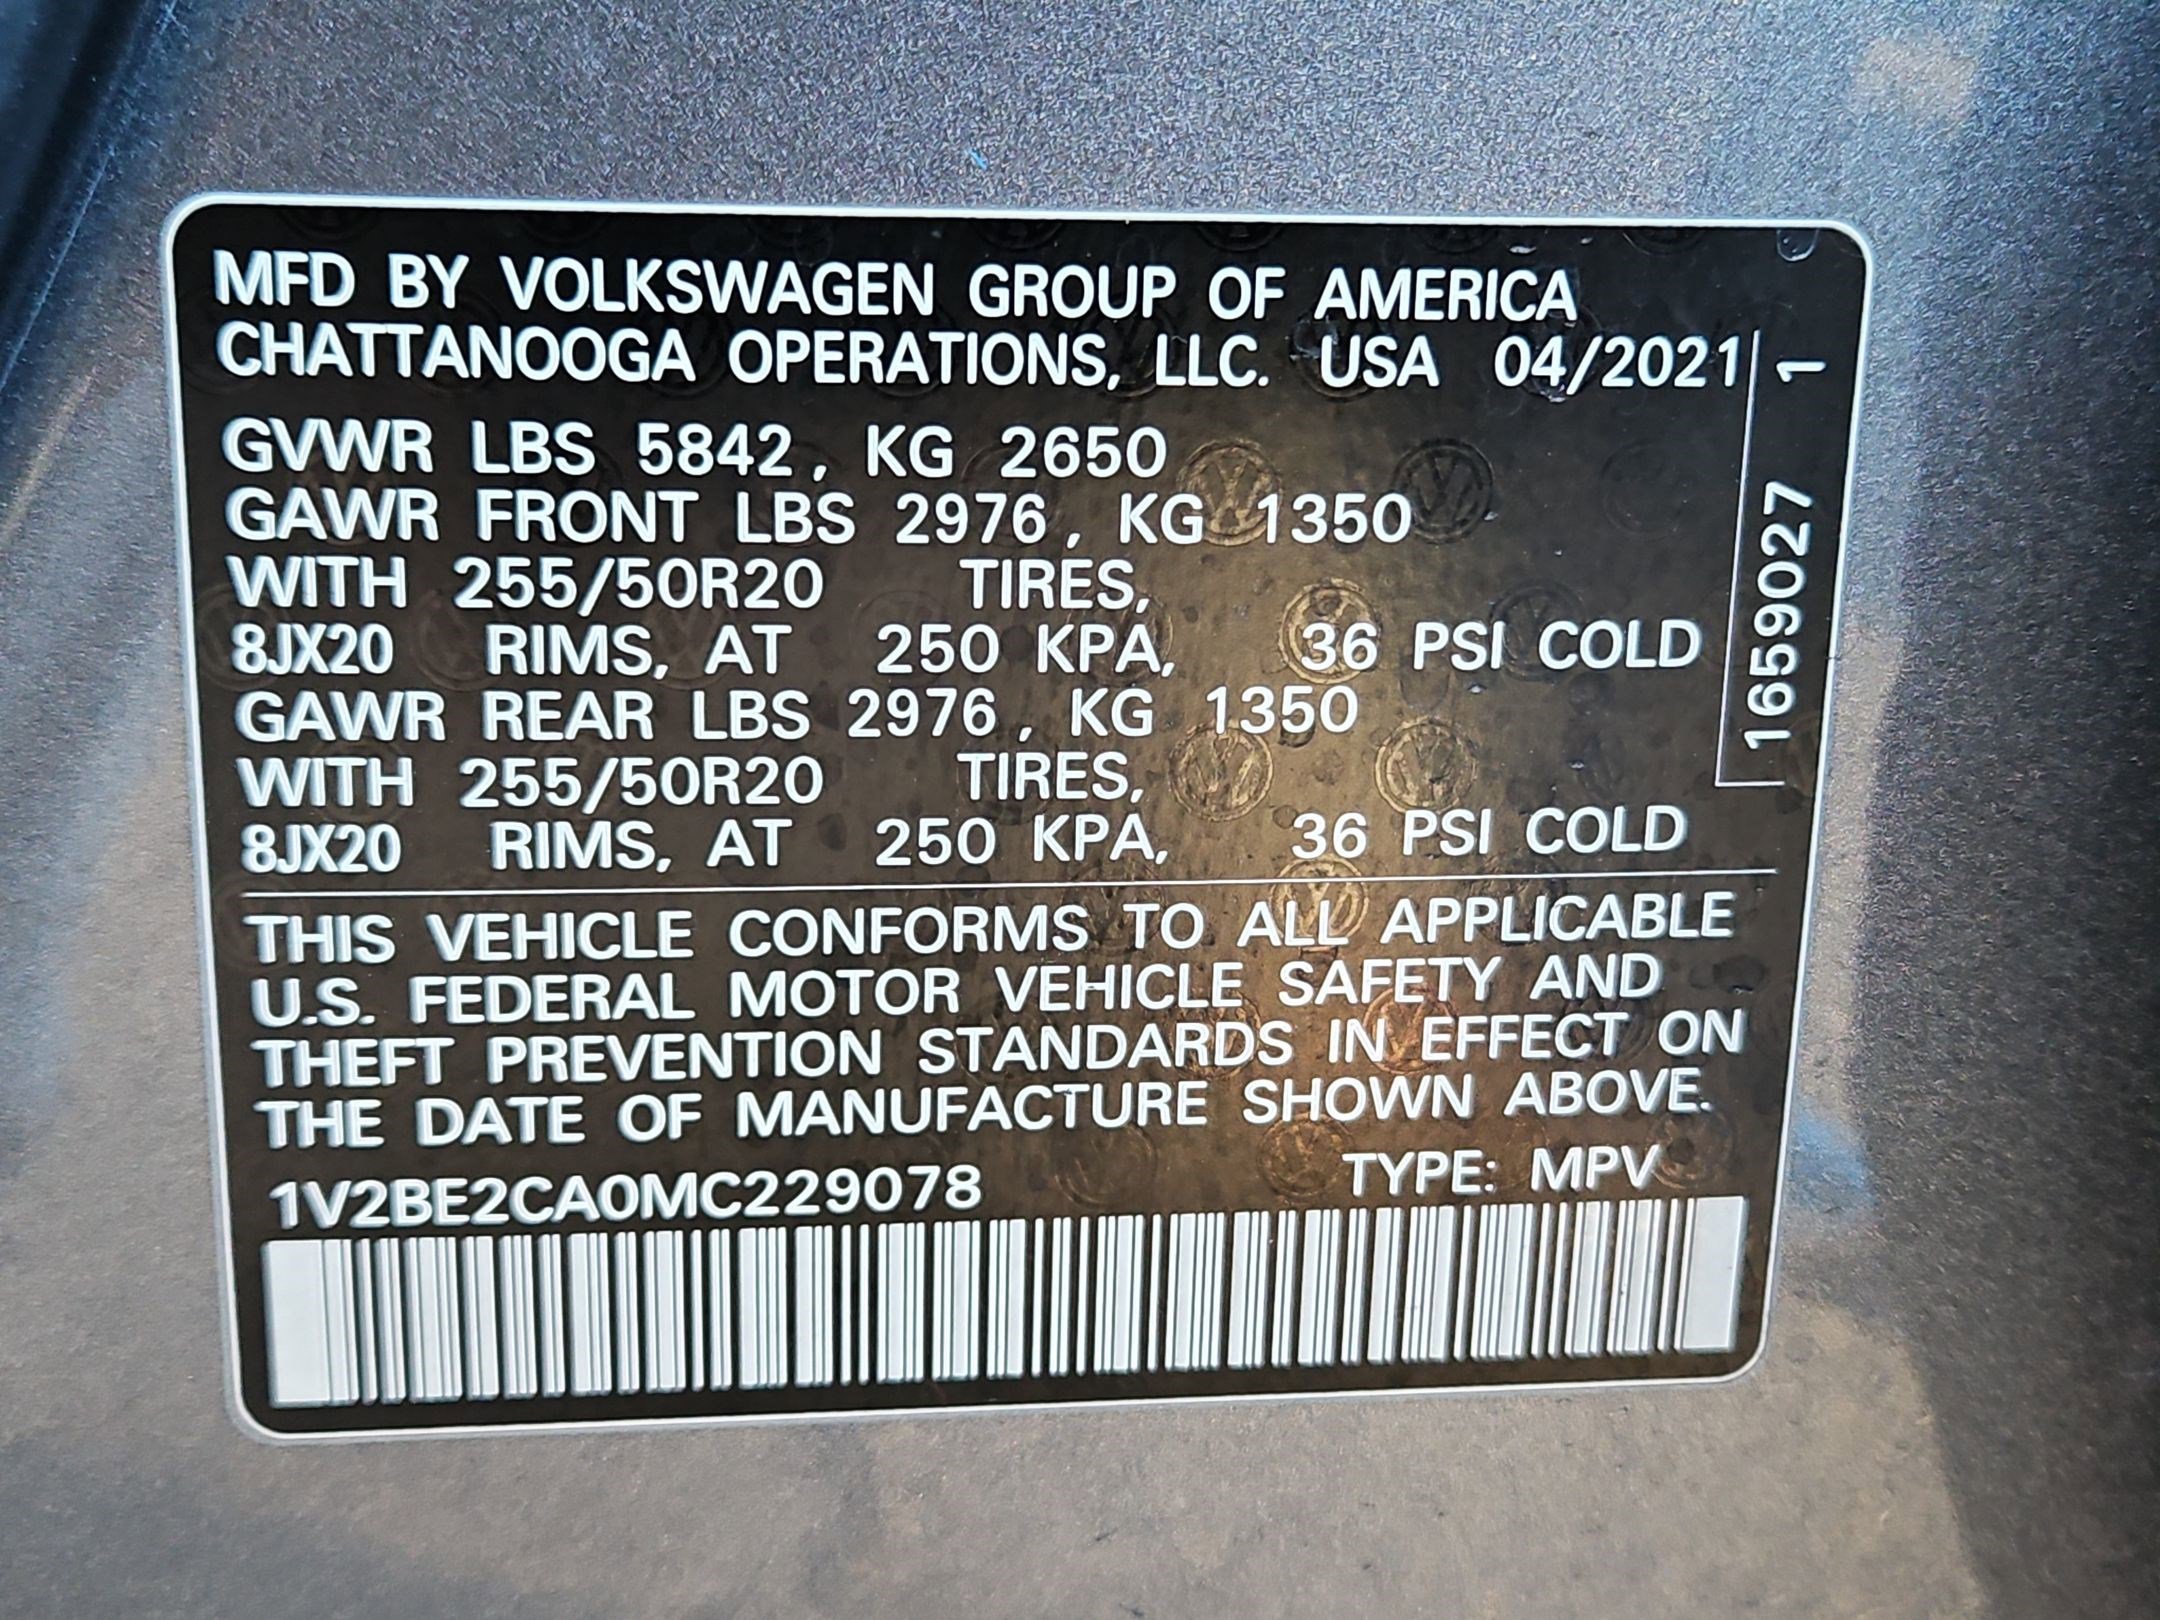 MFD BY VOLKSWAGEN GROUP OF AMERICA
CHATTANOOGA OPERATIONS, LLC. USA 04/2021
GVWR LBS 5842, KG 2650
GAWR FRONT LBS 2976, KG 1350
WITH 255/50R20 TIRES,
8JX20 RIMS, AT 250 KPA, 36 PSI COLD
GAWR REAR LBS 2976, KG 1350
WITH 255/50R20 TIRES,
8JX20 RIMS, AT 250 KPA, 36 PSI COLD
1659027 1
THIS VEHICLE CONFORMS TO ALL APPLICABLE
U.S. FEDERAL MOTOR VEHICLE SAFETY AND
THEFT PREVENTION STANDARDS IN EFFECT ON
THE DATE OF MANUFACTURE SHOWN ABOVE.
1V2BE2CA0MC229078 TYPE: MPV